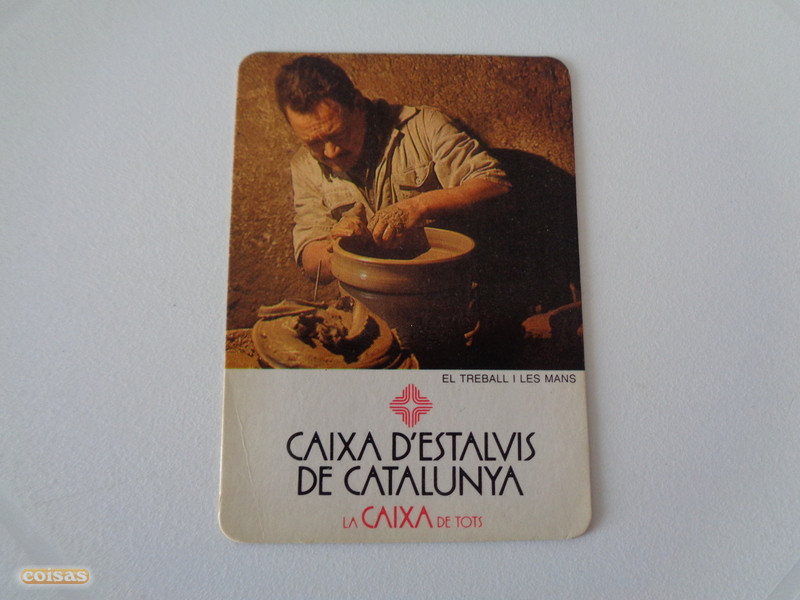 EL TREBALL I LES MANS
CAIXA D'ESTALVIS
DE CATALUNYA
LA CAIXA DE TOTS
coisas